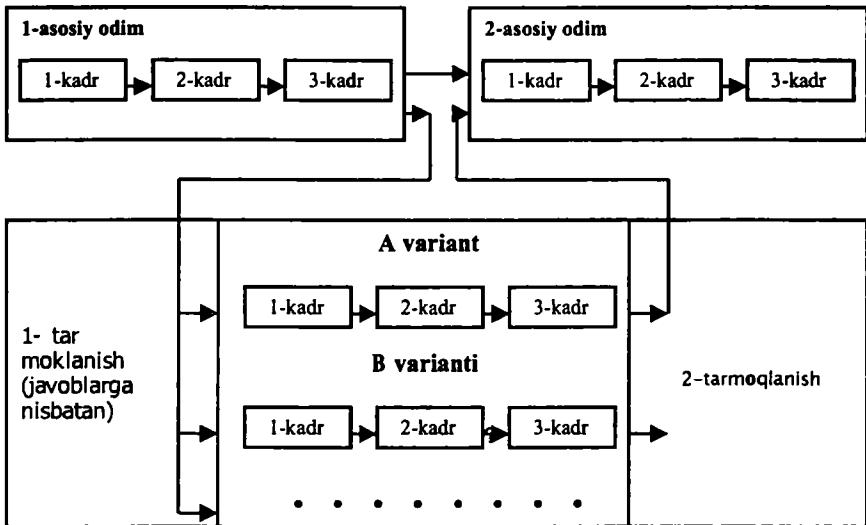 1-asosiy odim
1-kadr 2-kadr 3-kadr
2-asosiy odim
1-kadr 2-kadr 3-kadr
A variant
1-kadr 2-kadr 3-kadr
B varianti
1-kadr 2-kadr 3-kadr
. . . . . . . . .
1- tar
moklanish
(javoblarga
nisbatan)
2-tarmoqlanish